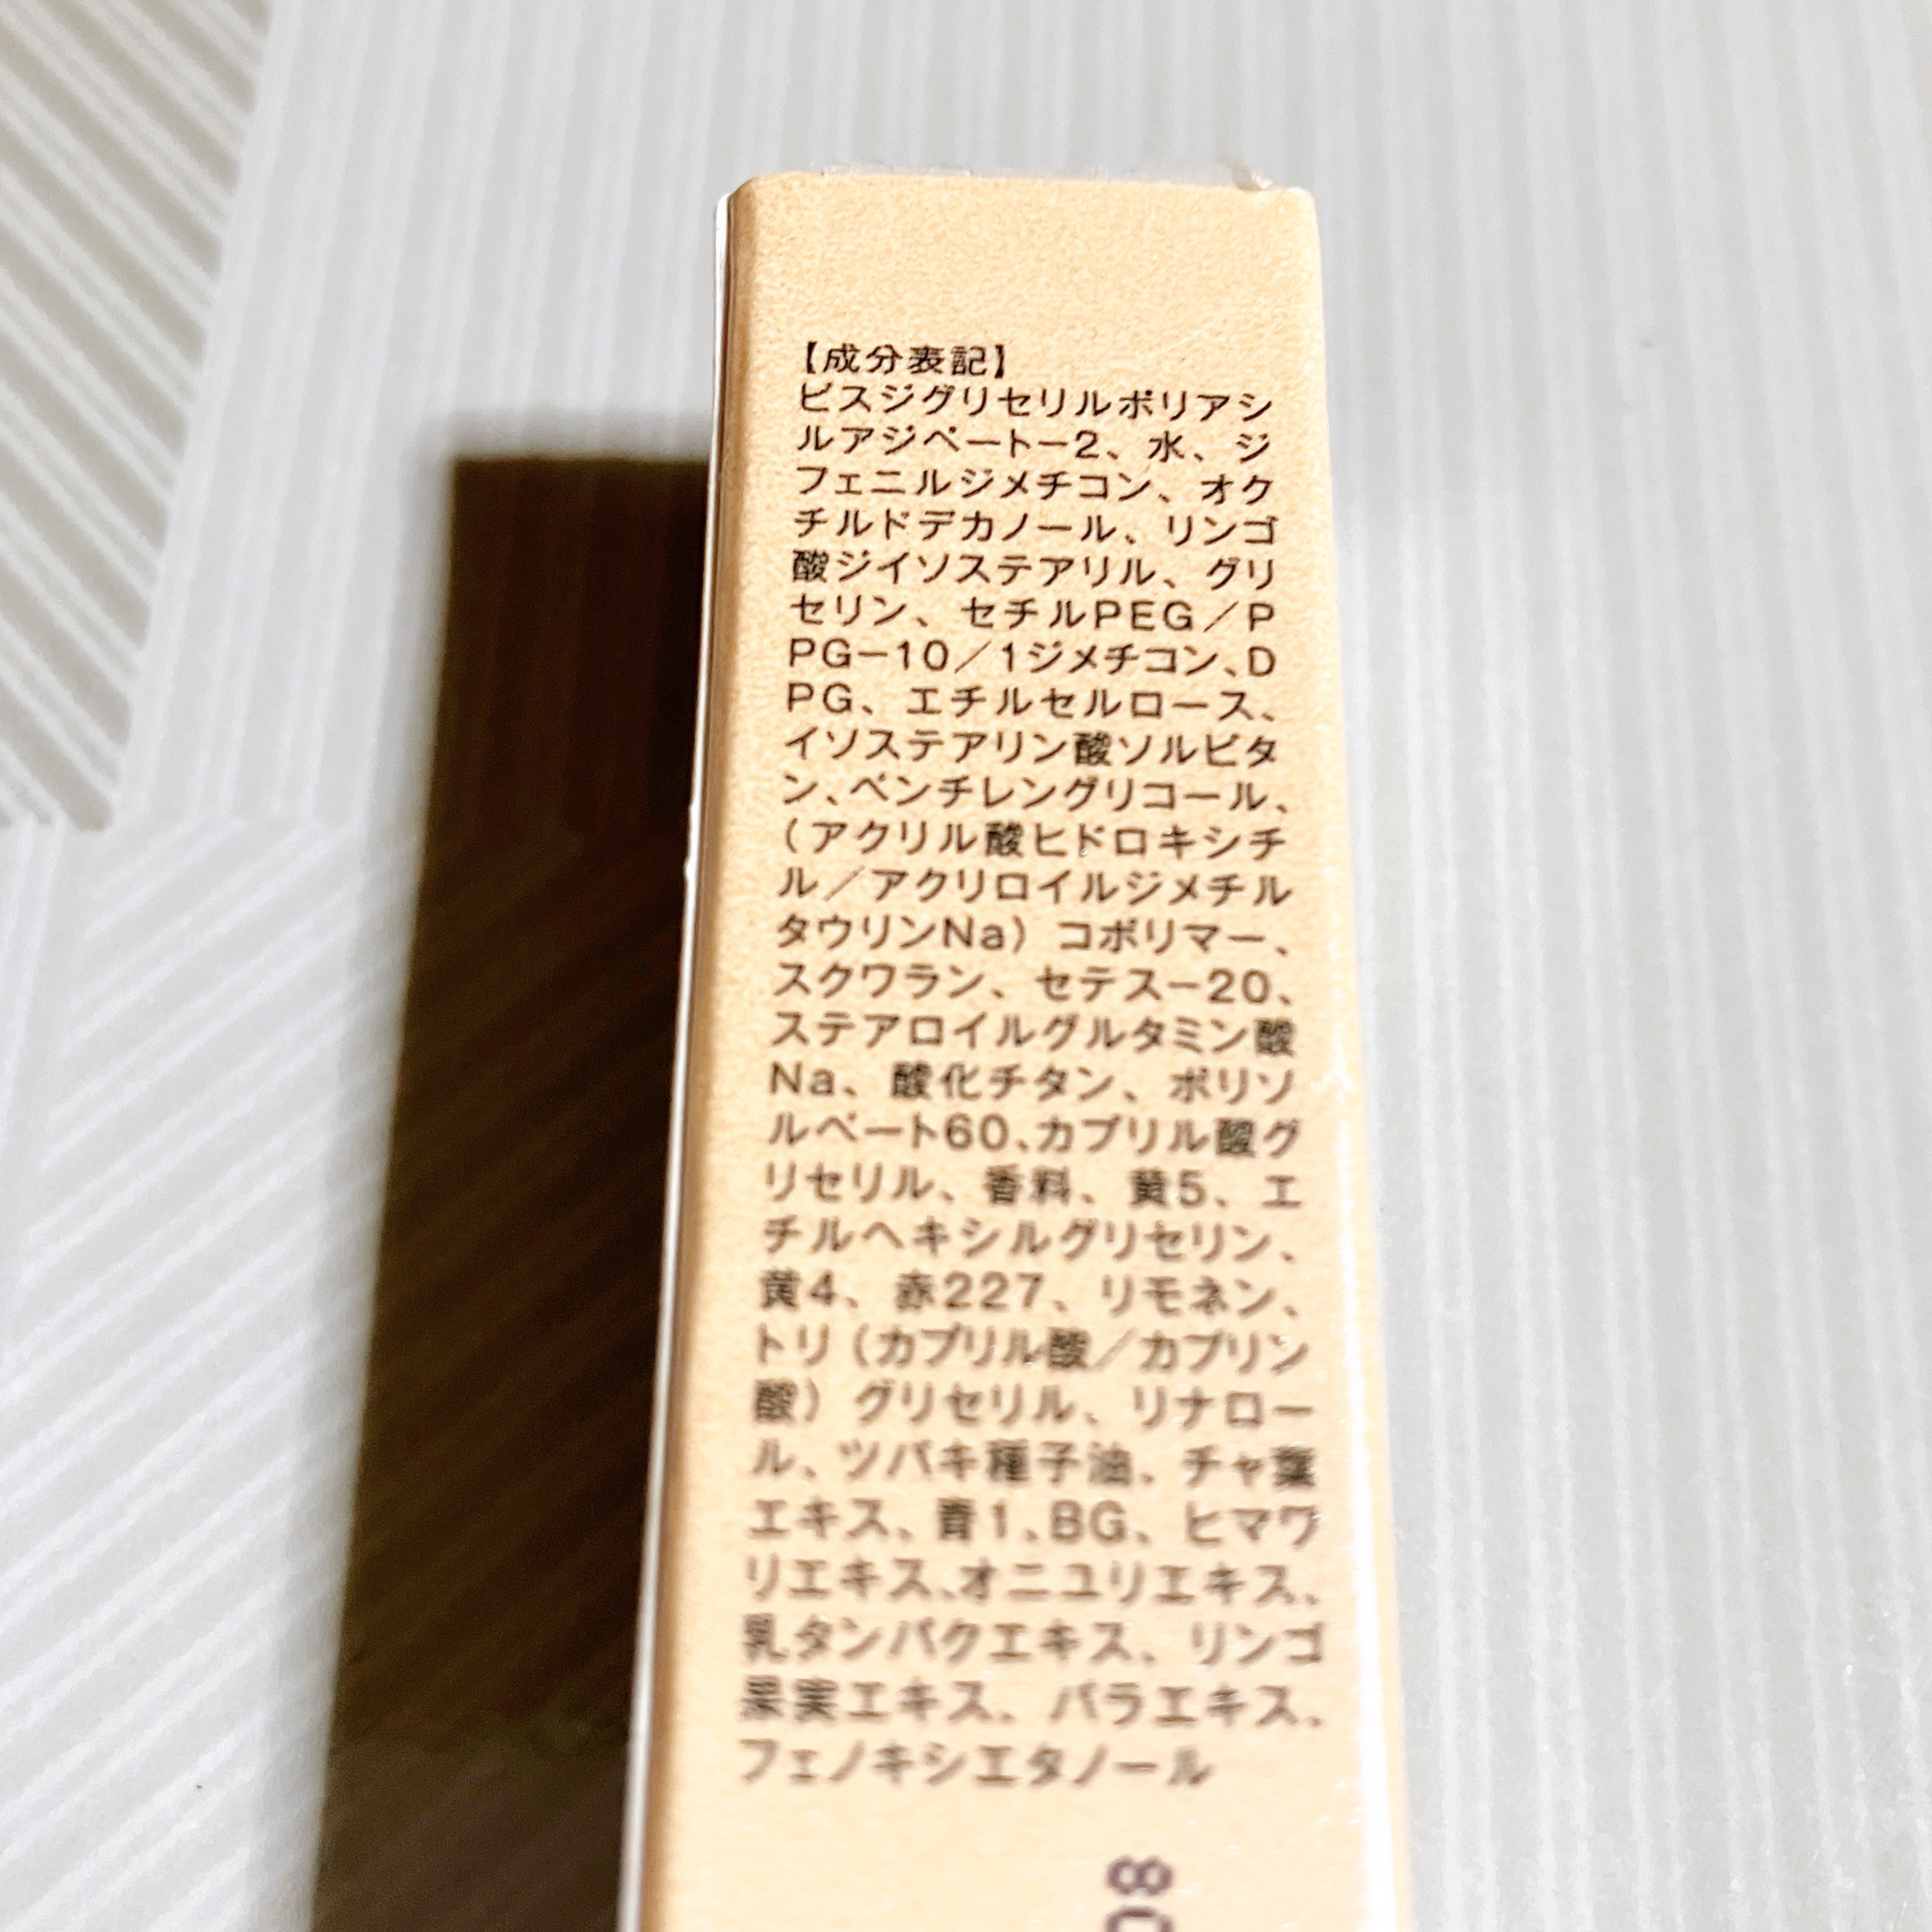 【成分表記】
ビスジグリセリルポリアシ
ルアジペート－2、水、ジ
フェニルジメチコン、オク
チルドデカノール、リンゴ
酸ジイソステアリル、グリ
セリン、セチルPEG／P
PG－10／1ジメチコン、D
PG、エチルセルロース、
イソステアリン酸ソルビタ
ン、ペンチレングリコール、
（アクリル酸ヒドロキシチ
ル／アクリロイルジメチル
タウリンNa）コポリマー、
スクワラン、セテス－20、
ステアロイルグルタミン酸
Na、酸化チタン、ポリソ
ルベート60、カプリル酸グ
リセリル、香料、黄5、エ
チルヘキシルグリセリン、
黄4、赤227、リモネン、
トリ（カプリル酸／カプリン
酸）グリセリル、リナロー
ル、ツバキ種子油、チャ葉
エキス、青1、BG、ヒマワ
リエキス、オニユリエキス、
乳タンパクエキス、リンゴ
果実エキス、バラエキス、
フェノキシエタノール